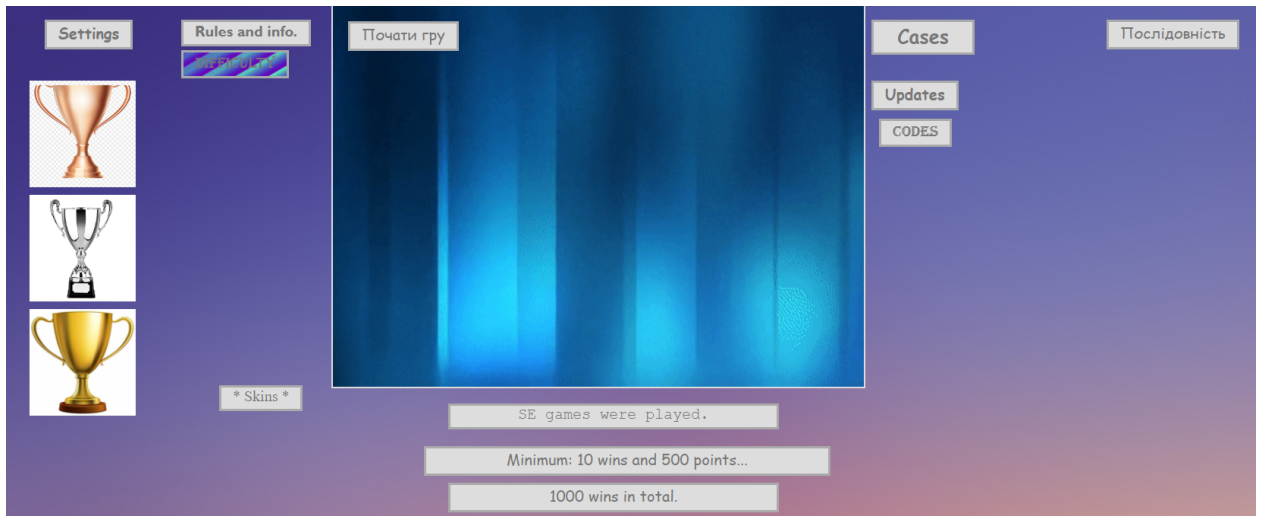 Settings
Rules and info.
DIFFICULTY
Почати гру
Cases
Послідовність
Updates
CODES
* Skins *
SE games were played.
Minimum: 10 wins and 500 points...
1000 wins in total.